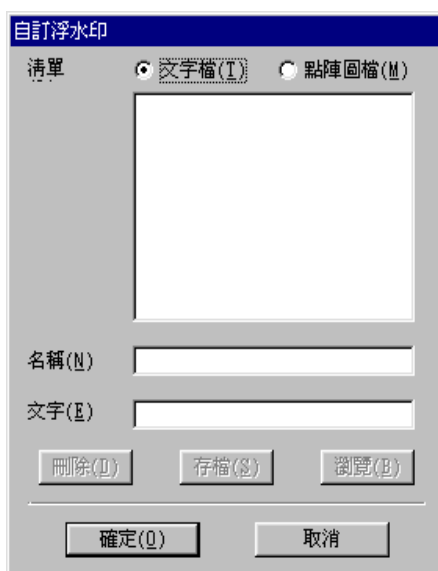 自訂浮水印
清單 文字檔(T) 點陣圖檔(M)
名稱(N)
文字(E)
刪除(D) 存檔(S) 瀏覽(B)
確定(O) 取消